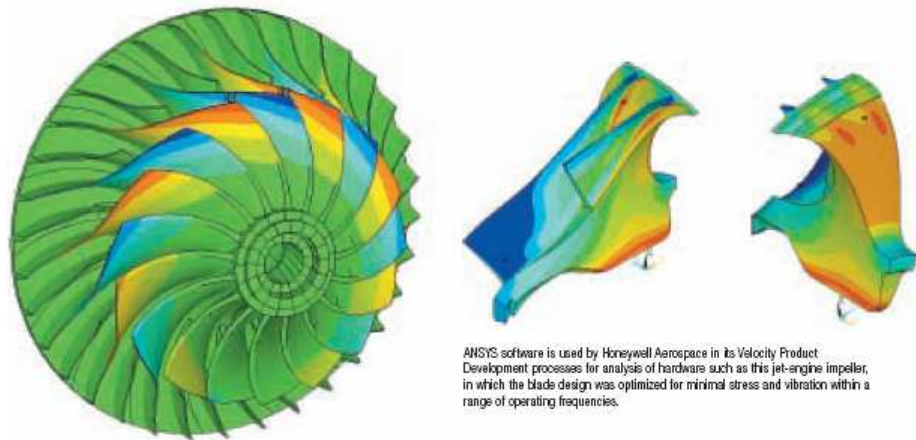 ANSYS software is used by Honeywell Aerospace in its Velocity Product
Development processes for analysis of hardware such as this jet-engine impeller,
in which the blade design was optimized for minimal stress and vibration within a
range of operating frequencies.